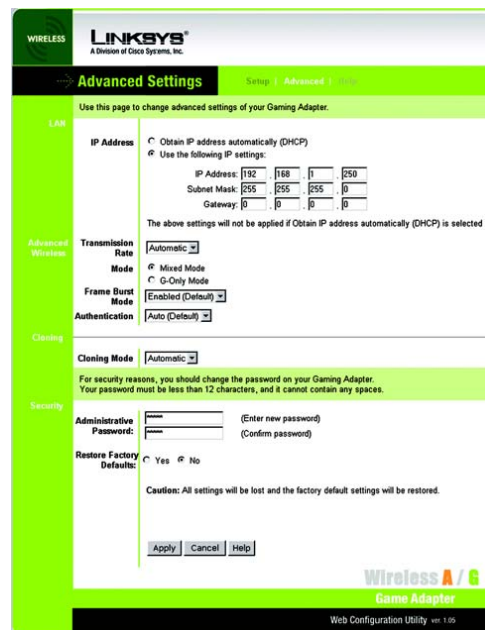 WIRELESS
LINKSYS®
A Division of Cisco Systems, Inc.
Advanced Settings
Setup | Advanced | Help
Use this page to change advanced settings of your Gaming Adapter.
LAN
IP Address
Obtain IP address automatically (DHCP)
Use the following IP settings:
IP Address: 192 . 168 . 1 . 250
Subnet Mask: 255 . 255 . 255 . 0
Gateway: 0 . 0 . 0 . 0
The above settings will not be applied if Obtain IP address automatically (DHCP) is selected
Advanced Wireless
Transmission Rate
Automatic
Mode
Mixed Mode
G-Only Mode
Frame Burst Mode
Enabled (Default)
Authentication
Auto (Default)
Cloning
Cloning Mode
Automatic
For security reasons, you should change the password on your Gaming Adapter.
Your password must be less than 12 characters, and it cannot contain any spaces.
Security
Administrative Password:
(Enter new password)
(Confirm password)
Restore Factory Defaults:
Yes No
Caution: All settings will be lost and the factory default settings will be restored.
Apply Cancel Help
Wireless A / G
Game Adapter
Web Configuration Utility ver. 1.05